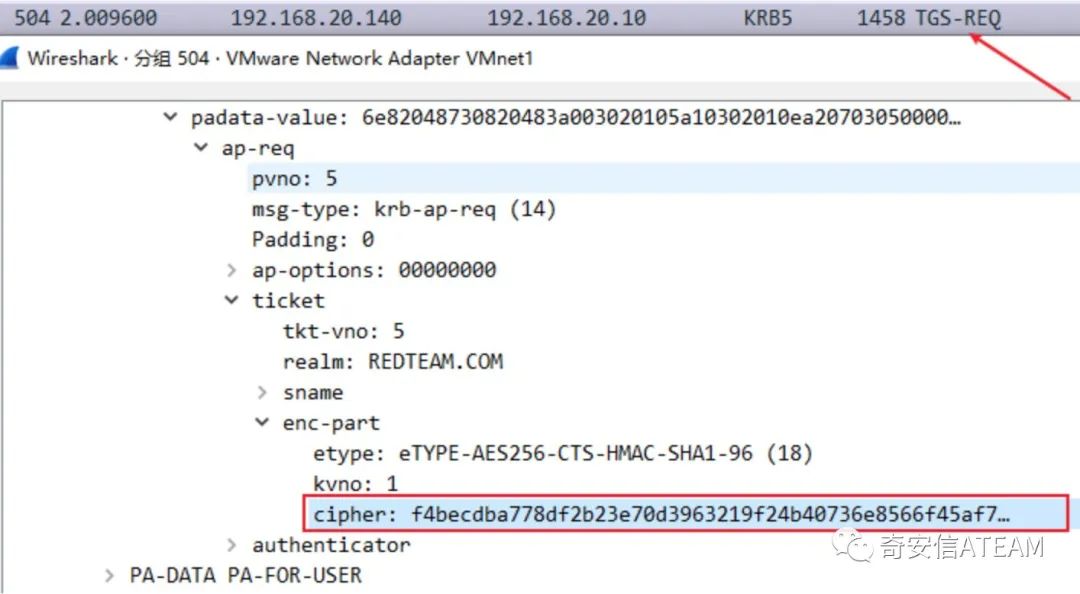 504 2.009600 192.168.20.140 192.168.20.10 KRB5 1458 TGS-REQ
Wireshark · 分组 504 · VMware Network Adapter VMnet1
padata-value: 6e82048730820483a003020105a10302010ea20703050000…
ap-req
pvno: 5
msg-type: krb-ap-req (14)
Padding: 0
ap-options: 00000000
ticket
tkt-vno: 5
realm: REDTEAM.COM
sname
enc-part
etype: eTYPE-AES256-CTS-HMAC-SHA1-96 (18)
kvno: 1
cipher: f4becdba778df2b23e70d3963219f24b40736e8566f45af7…
authenticator
奇安信ATEAM
PA-DATA PA-FOR-USER